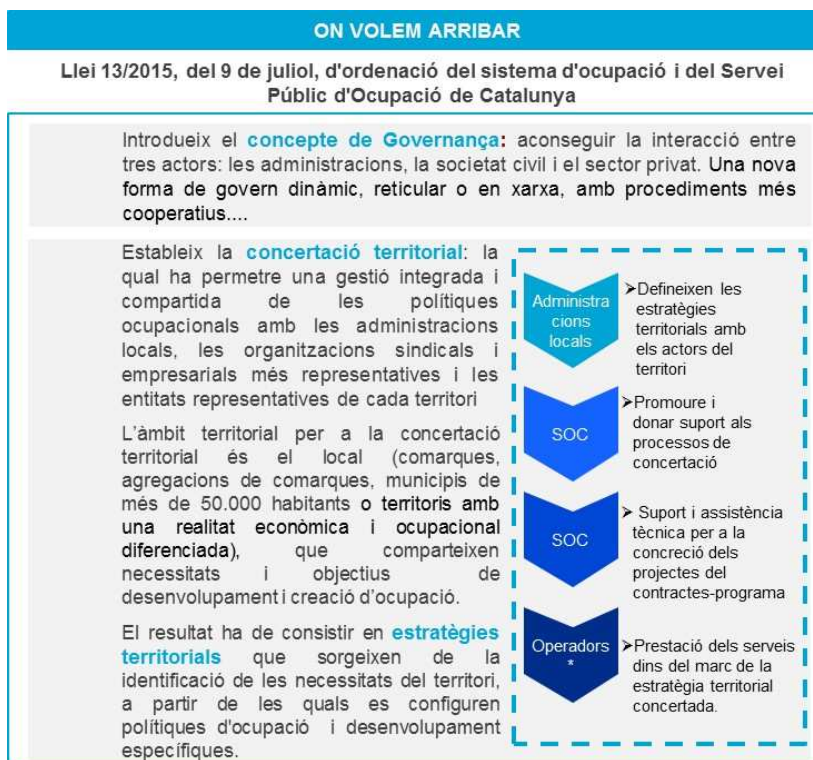 ON VOLEM ARRIBAR
Llei 13/2015, del 9 de juliol, d'ordenació del sistema d'ocupació i del Servei
Públic d'Ocupació de Catalunya
Introdueix el concepte de Governança: aconseguir la interacció entre
tres actors: les administracions, la societat civil i el sector privat. Una nova
forma de govern dinàmic, reticular o en xarxa, amb procediments més
cooperatius....
Estableix la concertació territorial: la
qual ha permetre una gestió integrada i
compartida de les polítiques
ocupacionals amb les administracions
locals, les organitzacions sindicals i
empresarials més representatives i les
entitats representatives de cada territori
L'àmbit territorial per a la concertació
territorial és el local (comarques,
agregacions de comarques, municipis de
més de 50.000 habitants o territoris amb
una realitat econòmica i ocupacional
diferenciada), que comparteixen
necessitats i objectius de
desenvolupament i creació d'ocupació.
El resultat ha de consistir en estratègies
territorials que sorgeixen de la
identificació de les necessitats del territori,
a partir de les quals es configuren
polítiques d'ocupació i desenvolupament
específiques.
Administra
cions
locals
➤Defineixen les
estratègies
territorials amb
els actors del
territori
SOC
➤Promoure i
donar suport als
processos de
concertació
SOC
➤ Suport i assistència
tècnica per a la
concreció dels
projectes del
contractes-programa
Operadors
*
➤Prestació dels serveis
dins del marc de la
estratègia territorial
concertada.